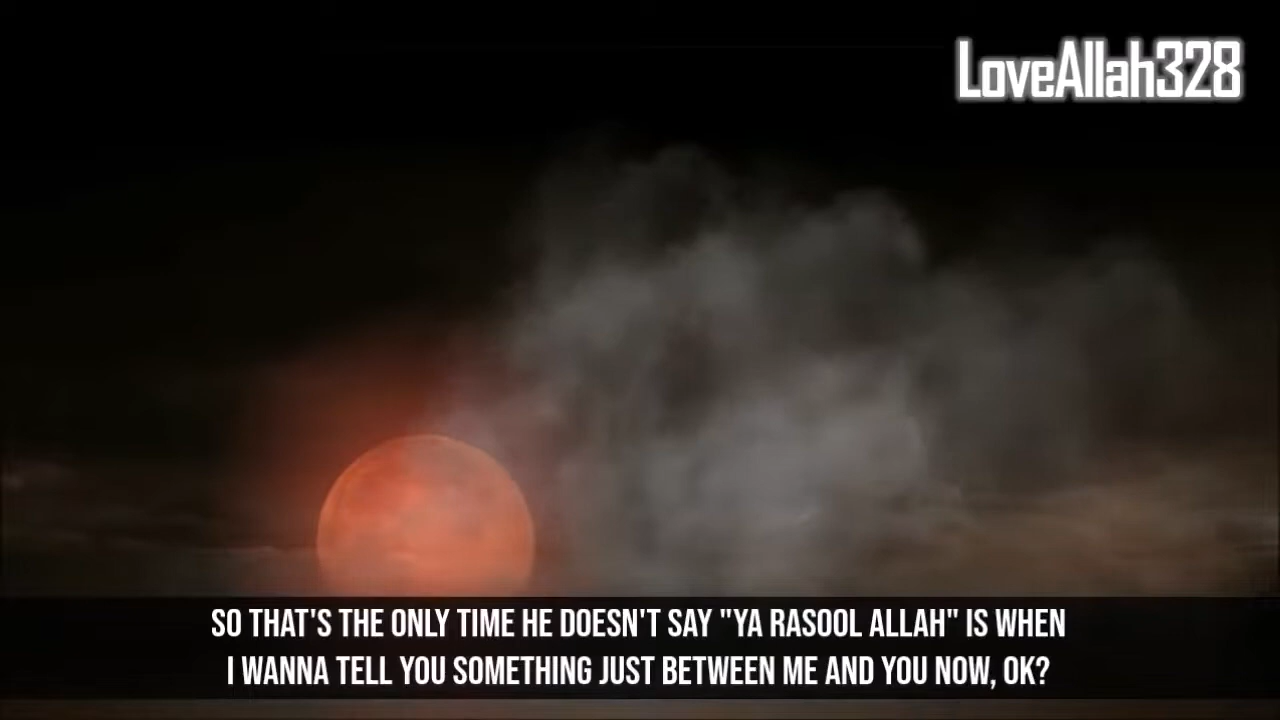 LoveAllah328
SO THAT'S THE ONLY TIME HE DOESN'T SAY "YA RASOOL ALLAH" IS WHEN
I WANNA TELL YOU SOMETHING JUST BETWEEN ME AND YOU NOW, OK?